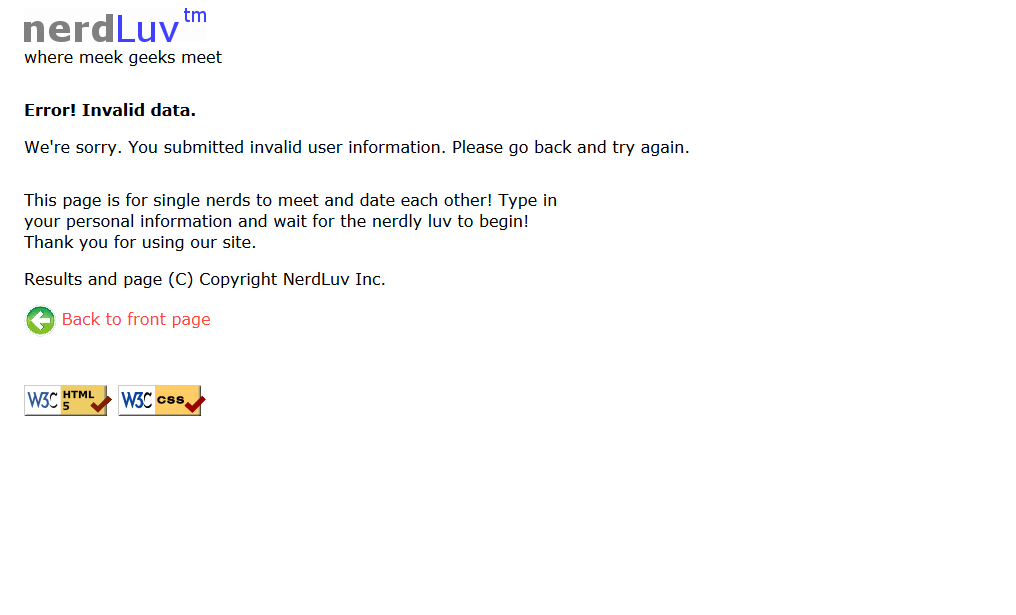 nerdLuv tm
where meek geeks meet
Error! Invalid data.
We're sorry. You submitted invalid user information. Please go back and try again.
This page is for single nerds to meet and date each other! Type in
your personal information and wait for the nerdly luv to begin!
Thank you for using our site.
Results and page (C) Copyright NerdLuv Inc.
Back to front page
W3C HTML 5 W3C css